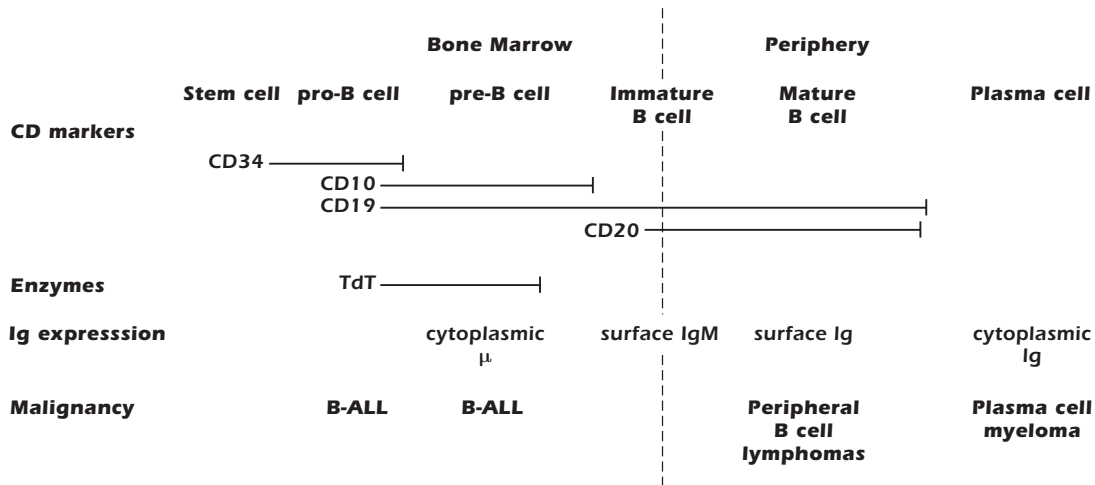 Bone Marrow Periphery
Stem cell pro-B cell pre-B cell Immature Mature Plasma cell
B cell B cell
CD markers
CD34
CD10
CD19
CD20
Enzymes TdT
Ig expresssion cytoplasmic surface IgM surface Ig cytoplasmic
μ Ig
Malignancy B-ALL B-ALL Peripheral Plasma cell
B cell myeloma
lymphomas